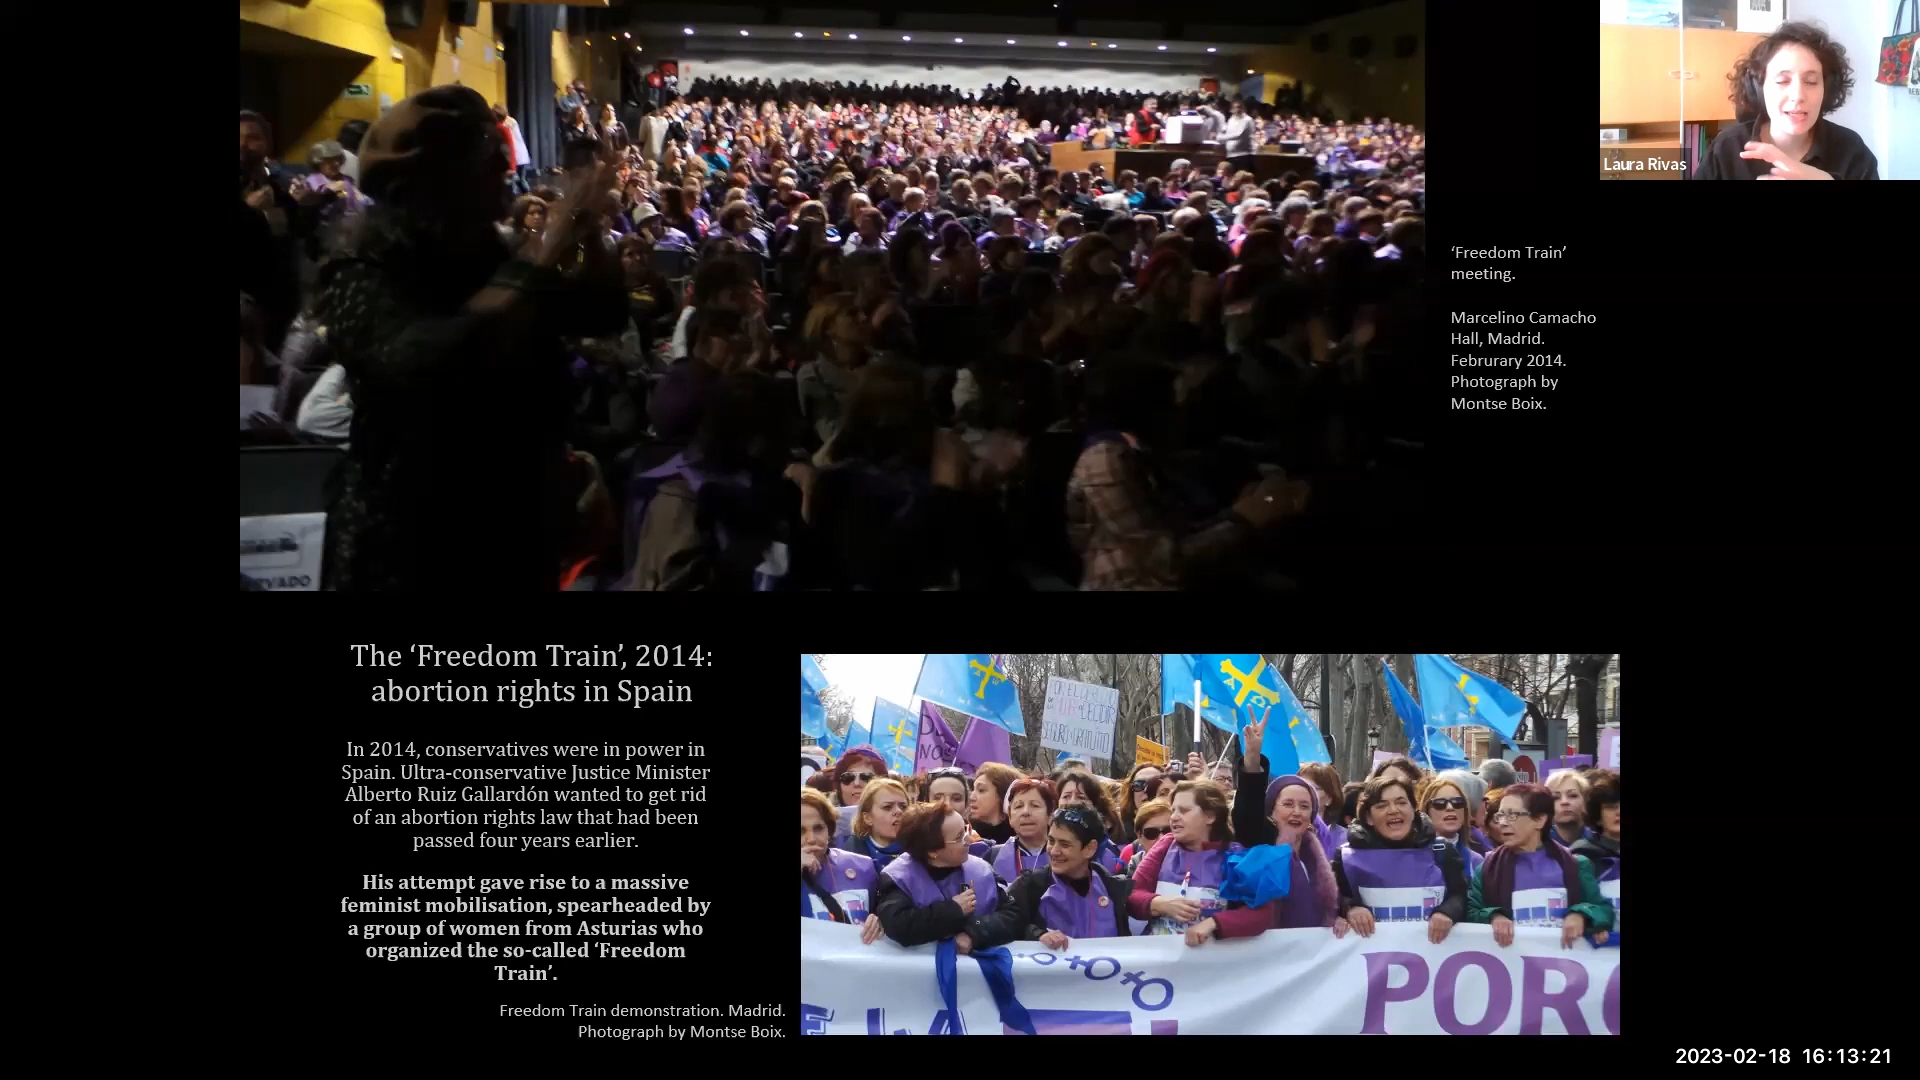 Laura Rivas
‘Freedom Train’
meeting.
Marcelino Camacho
Hall, Madrid.
Februrary 2014.
Photograph by
Montse Boix.
The ‘Freedom Train’, 2014:
abortion rights in Spain
In 2014, conservatives were in power in
Spain. Ultra-conservative Justice Minister
Alberto Ruiz Gallardón wanted to get rid
of an abortion rights law that had been
passed four years earlier.
His attempt gave rise to a massive
feminist mobilisation, spearheaded by
a group of women from Asturias who
organized the so-called ‘Freedom
Train’.
Freedom Train demonstration. Madrid.
Photograph by Montse Boix.
DECIDIR
NOS
LA
POR
2023-02-18 16:13:21